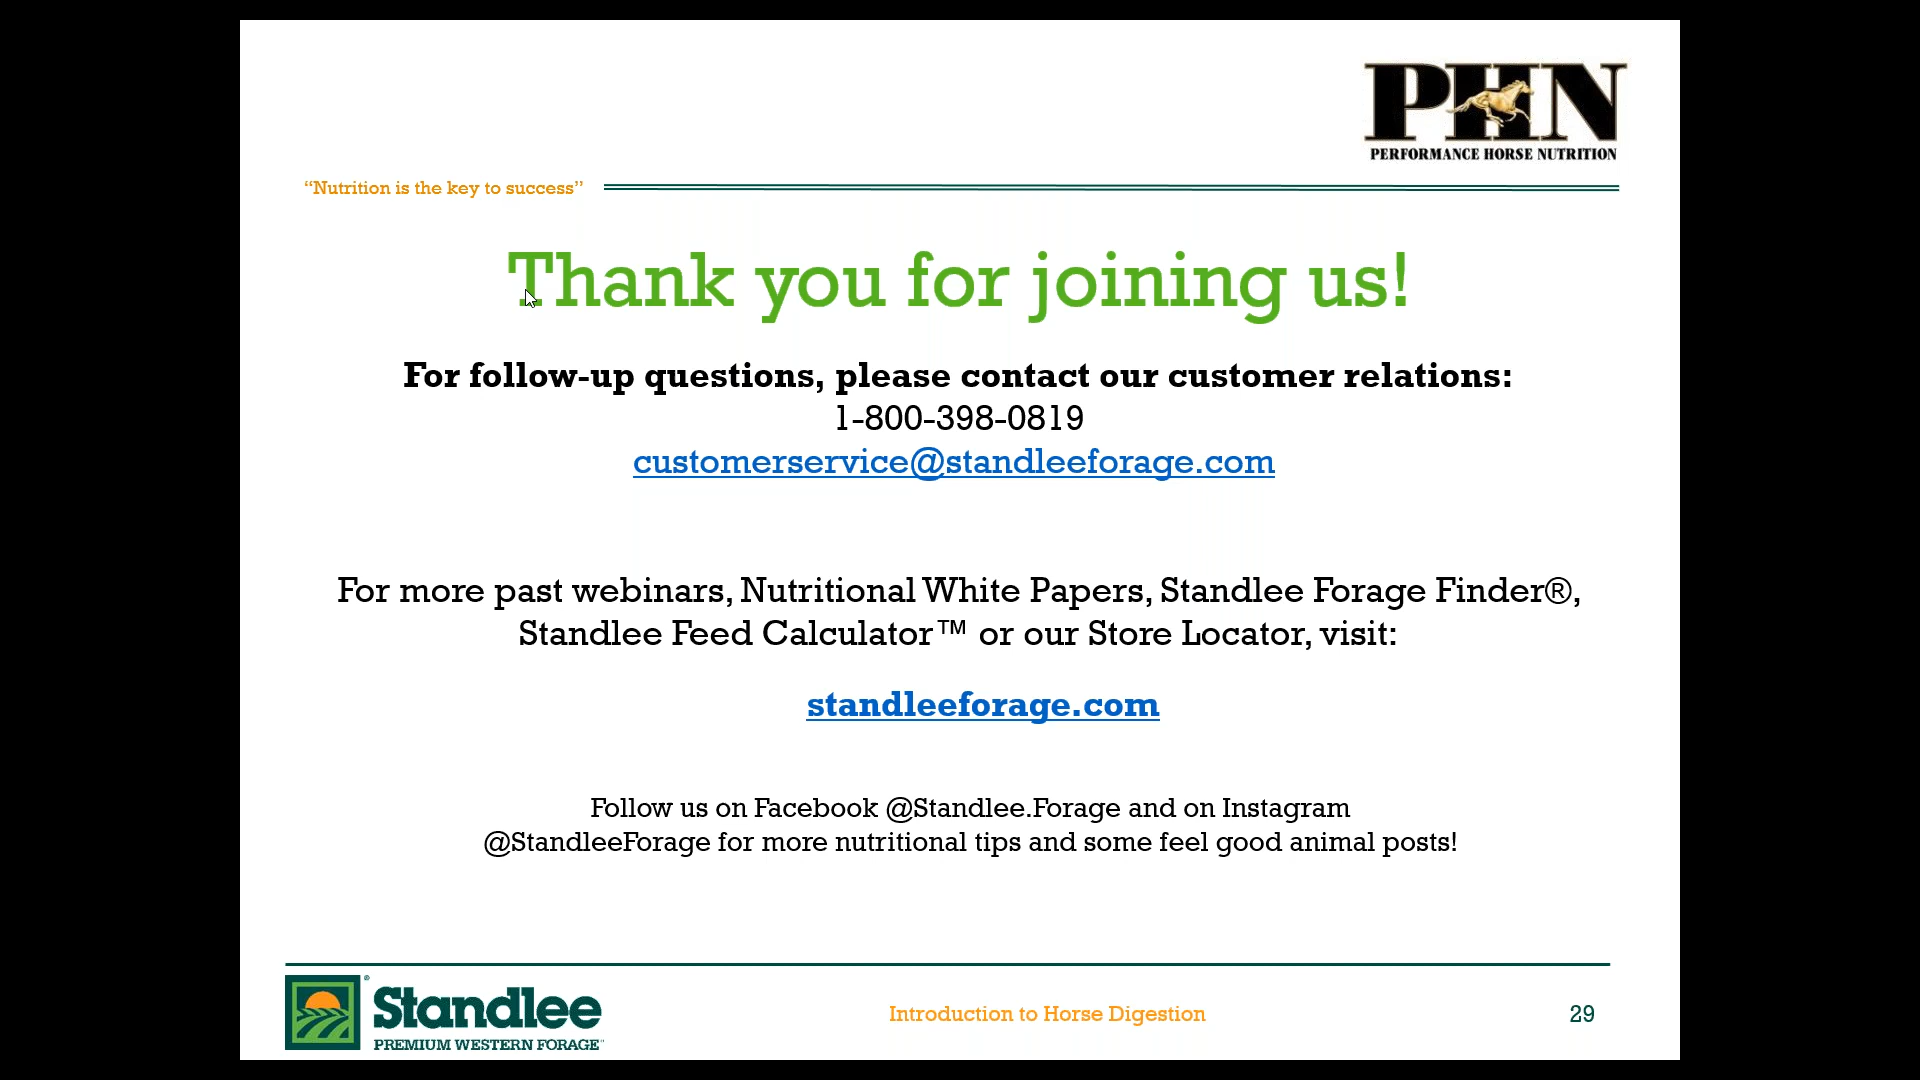 PHN
PERFORMANCE HORSE NUTRITION
“Nutrition is the key to success”
Thank you for joining us!
For follow-up questions, please contact our customer relations:
1-800-398-0819
customerservice@standleeforage.com
For more past webinars, Nutritional White Papers, Standlee Forage Finder®,
Standlee Feed Calculator™ or our Store Locator, visit:
standleeforage.com
Follow us on Facebook @Standlee.Forage and on Instagram
@StandleeForage for more nutritional tips and some feel good animal posts!
® Standlee
PREMIUM WESTERN FORAGE™
Introduction to Horse Digestion
29